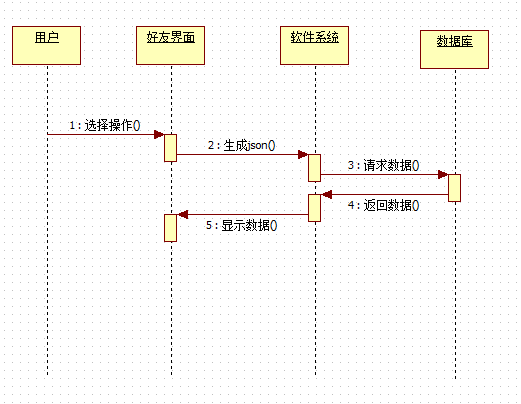 用户
好友界面
软件系统
数据库
1 : 选择操作()
2 : 生成json()
3 : 请求数据()
4 : 返回数据()
5 : 显示数据()